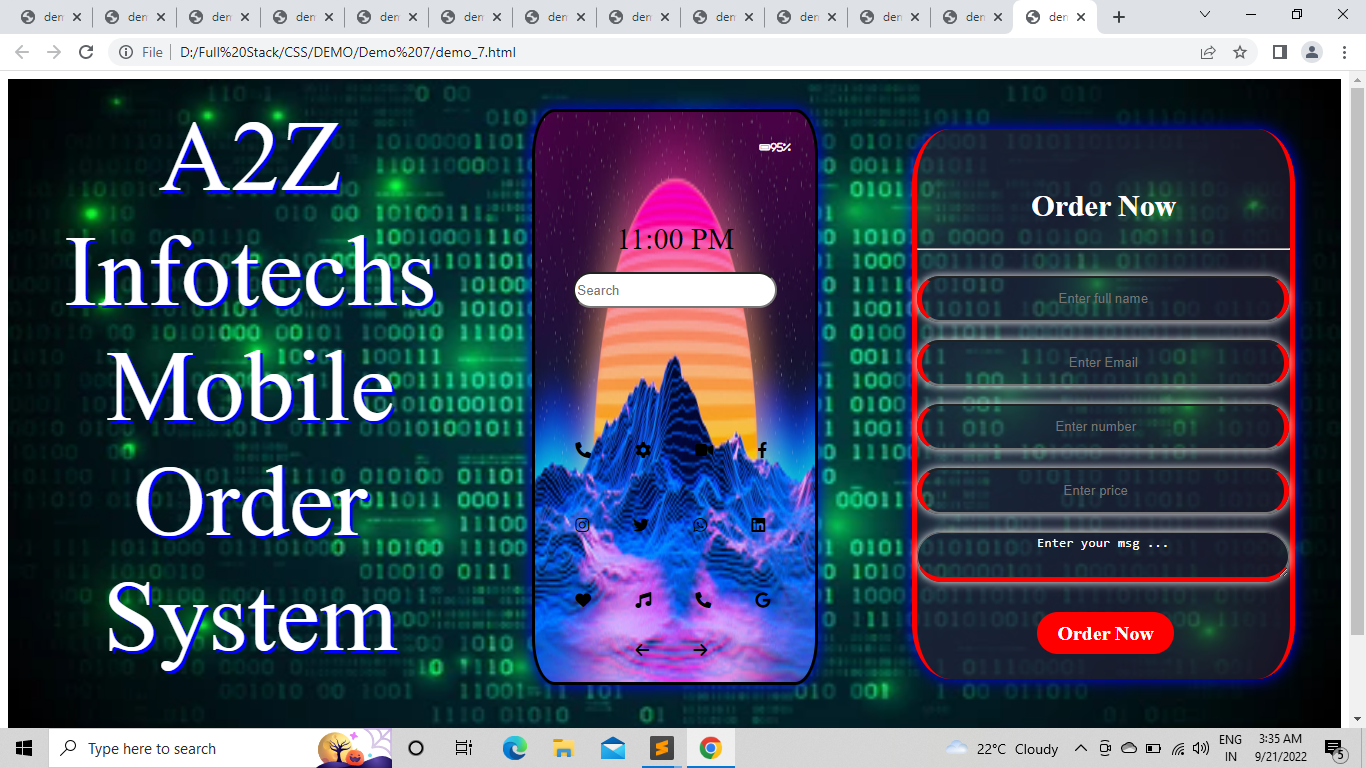 den den den den den den den den den den den den den
File D:/Full%20Stack/CSS/DEMO/Demo%207/demo_7.html
A2Z
Infotechs
Mobile
Order
System
95%
11:00 PM
Search
Order Now
Enter full name
Enter Email
Enter number
Enter price
Enter your msg ...
Order Now
Type here to search
22°C Cloudy
ENG
IN
3:35 AM
9/21/2022
5